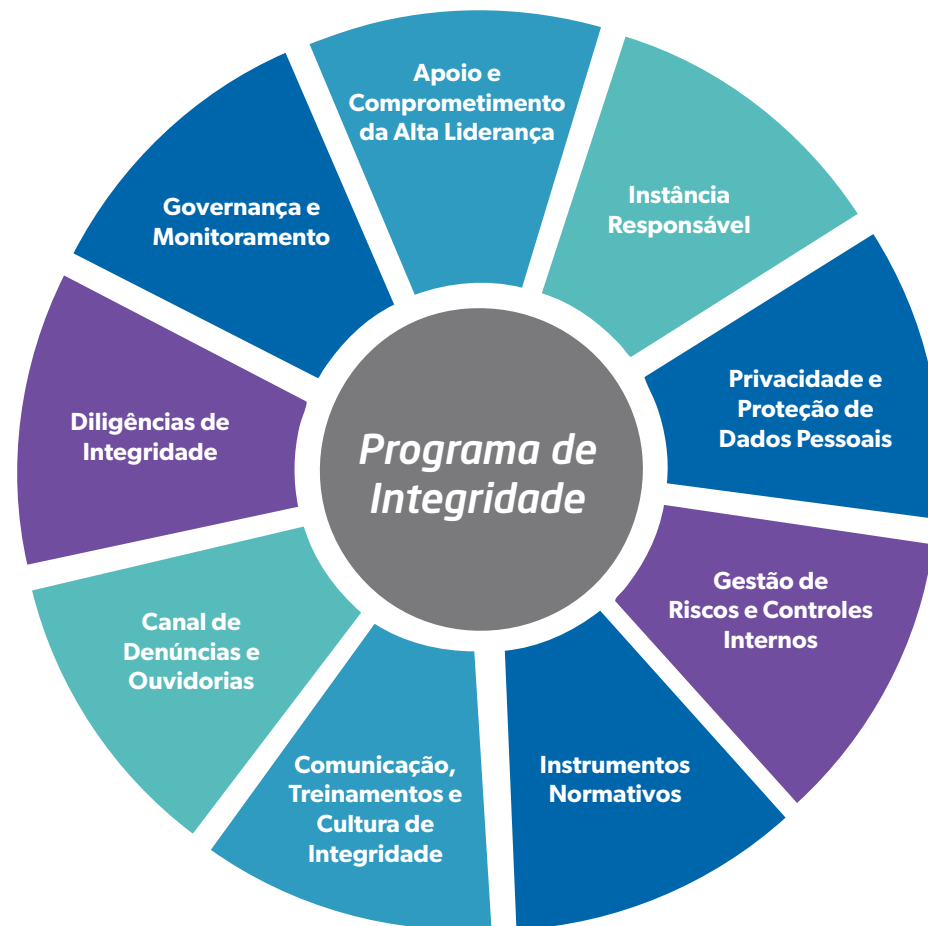 Apoio e
Comprometimento
da Alta Liderança
Instância
Responsável
Privacidade e
Proteção de
Dados Pessoais
Gestão de
Riscos e Controles
Internos
Instrumentos
Normativos
Comunicação,
Treinamentos e
Cultura de
Integridade
Canal de
Denúncias e
Ouvidorias
Diligências de
Integridade
Governança e
Monitoramento
Programa de
Integridade